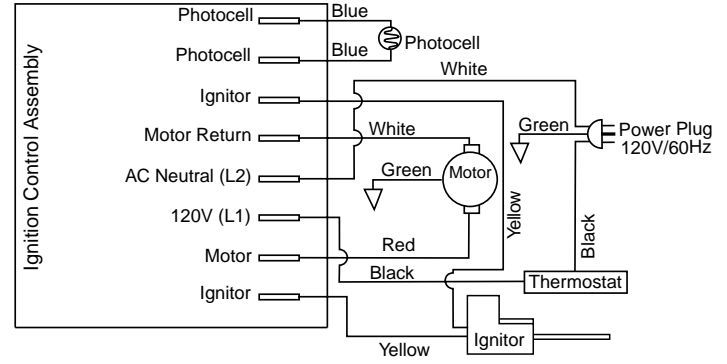 Ignition Control Assembly
Photocell
Photocell
Ignitor
Motor Return
AC Neutral (L2)
120V (L1)
Motor
Ignitor
Blue
Blue
Photocell
White
White
Green
Motor
Red
Black
Yellow
Yellow
Green
Power Plug
120V/60Hz
Black
Thermostat
Ignitor